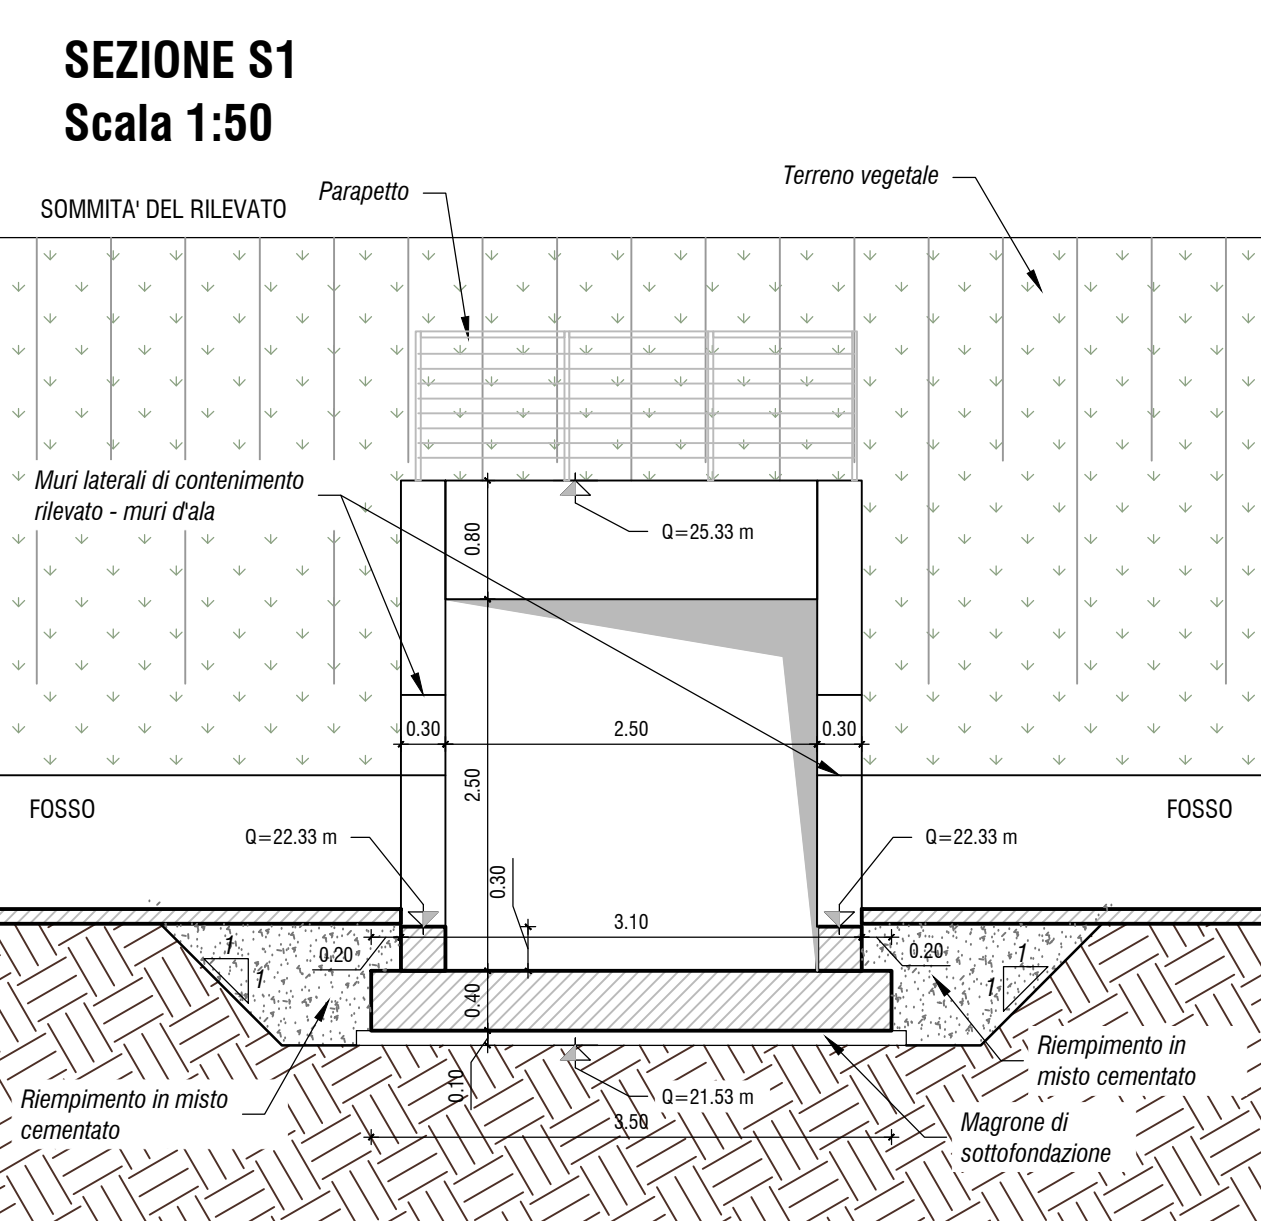 SEZIONE S1
Scala 1:50
SOMMITA' DEL RILEVATO
Parapetto
Terreno vegetale
Muri laterali di contenimento
rilevato - muri d'ala
0.80
Q=25.33 m
0.30
2.50
0.30
2.50
FOSSO
FOSSO
Q=22.33 m
Q=22.33 m
0.30
3.10
0.20
0.20
1
1
1
1
0.40
0.10
Q=21.53 m
3.50
Riempimento in misto
cementato
Riempimento in
misto cementato
Magrone di
sottofondazione